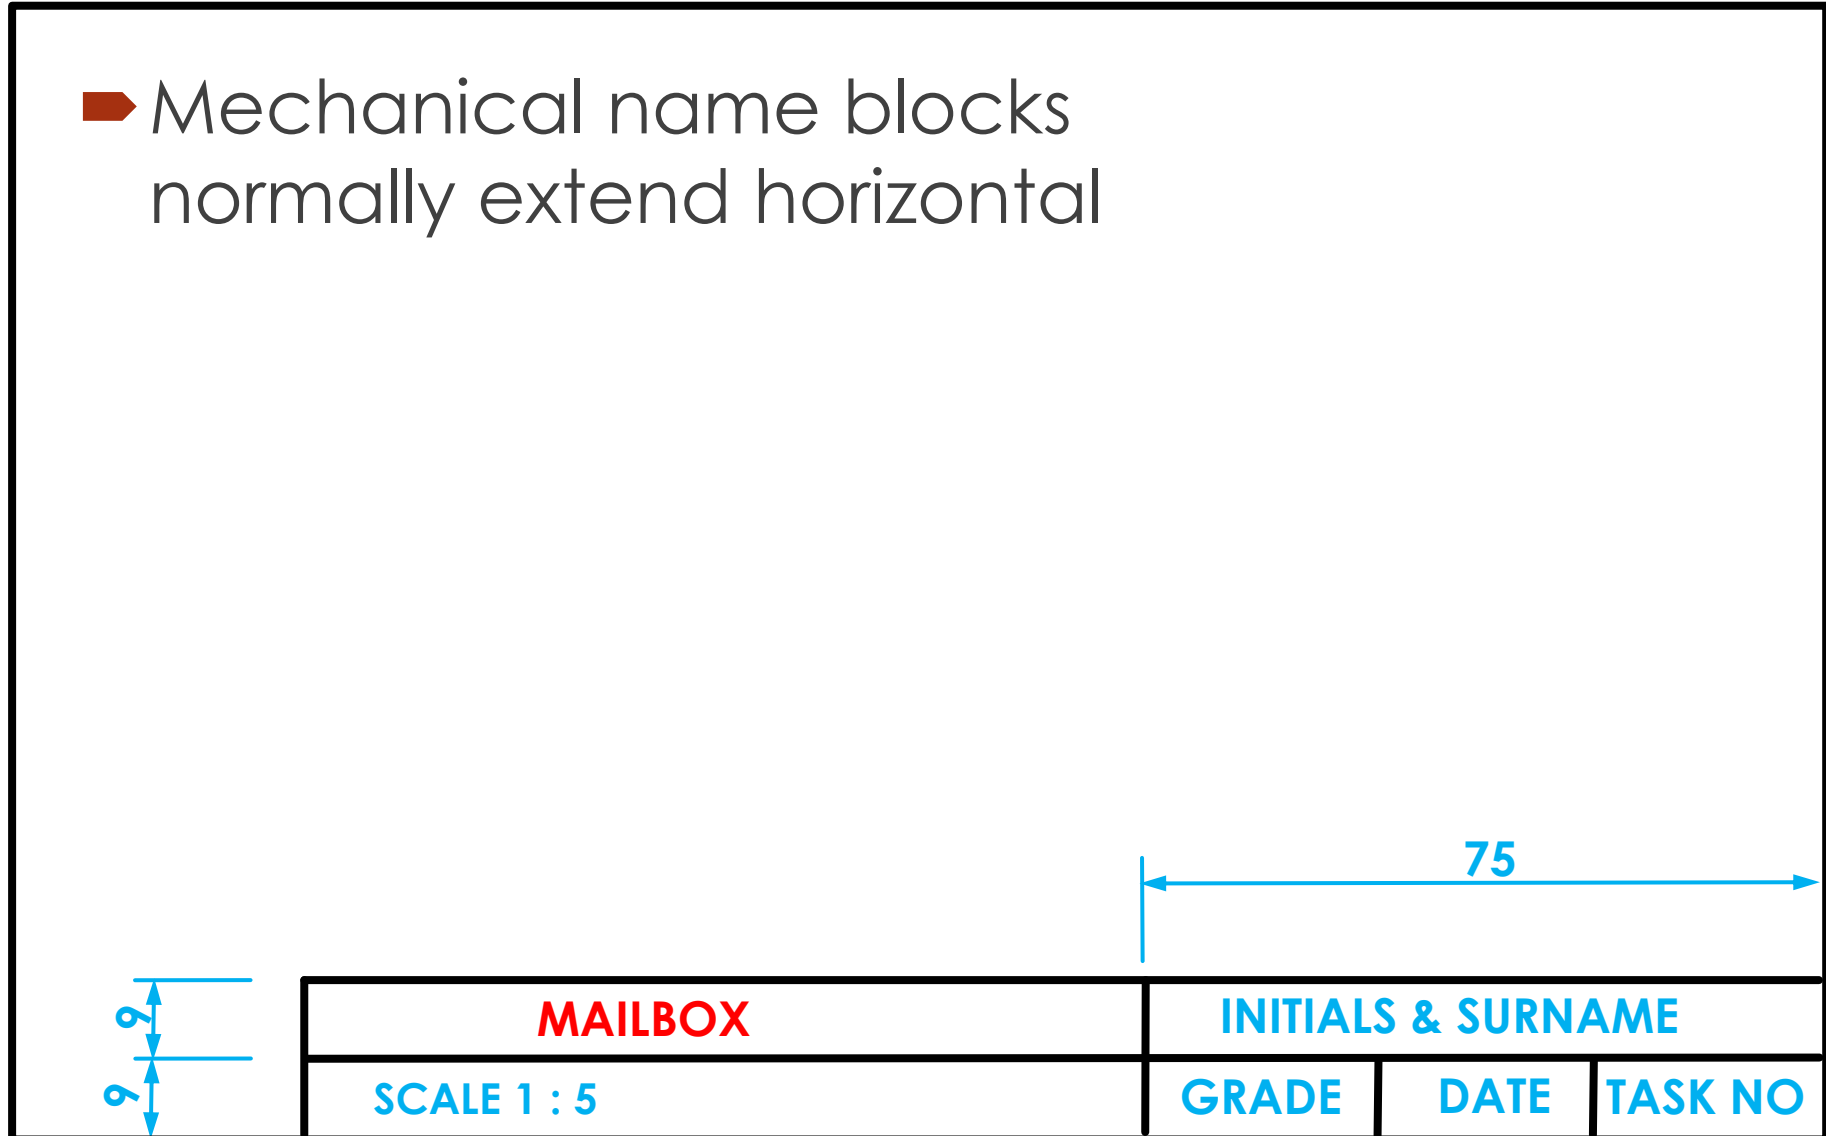 Mechanical name blocks
normally extend horizontal
75
9
MAILBOX
INITIALS & SURNAME
9
SCALE 1 : 5
GRADE
DATE
TASK NO